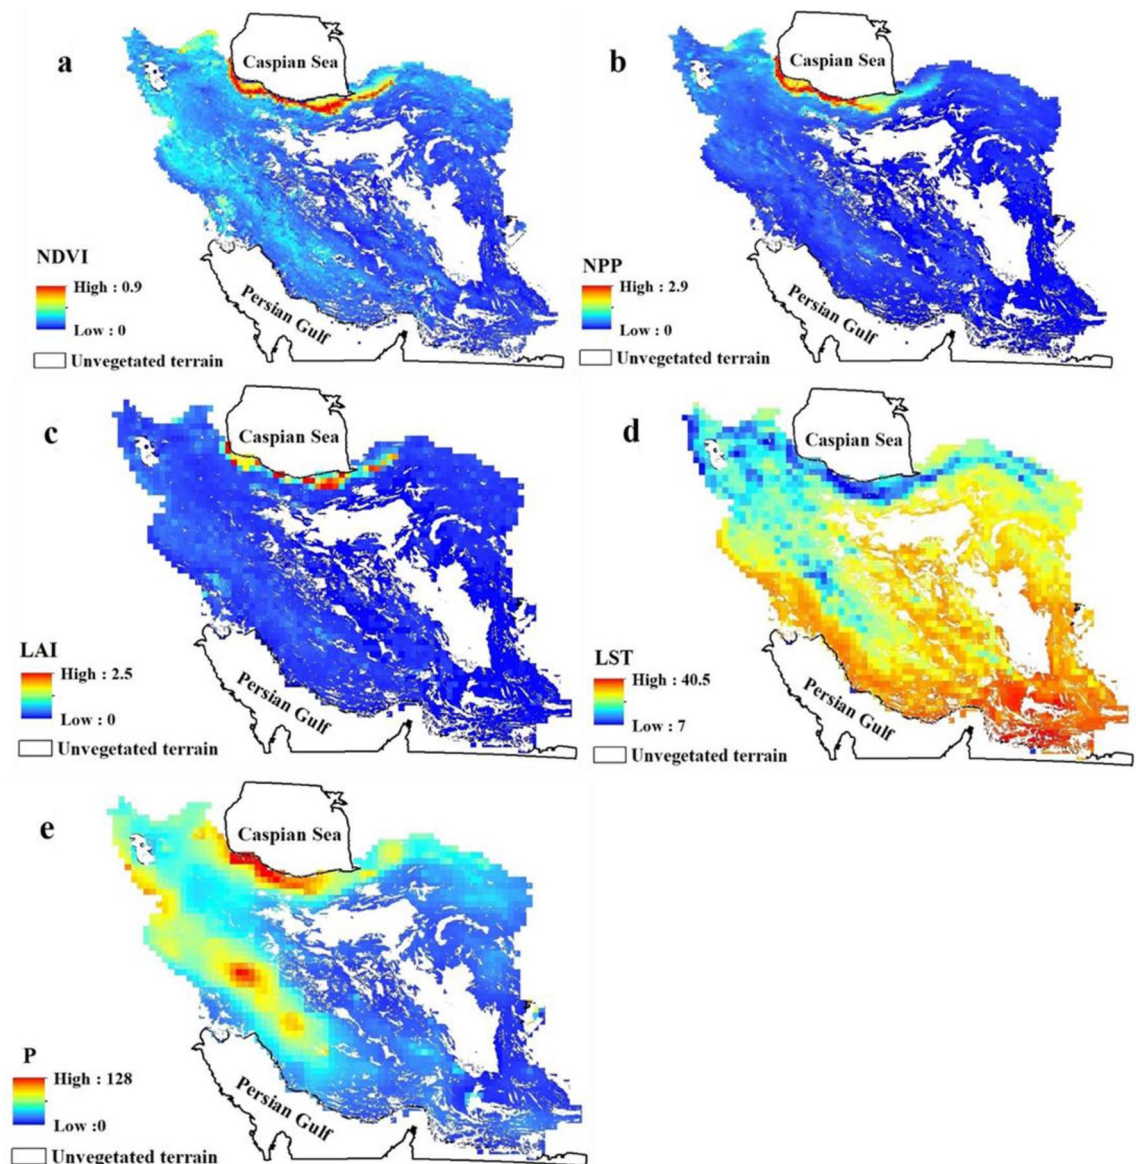 a
Caspian Sea
NDVI
High : 0.9
Low : 0
Unvegetated terrain
Persian Gulf
b
Caspian Sea
NPP
High : 2.9
Low : 0
Unvegetated terrain
Persian Gulf
c
Caspian Sea
LAI
High : 2.5
Low : 0
Unvegetated terrain
Persian Gulf
d
Caspian Sea
LST
High : 40.5
Low : 7
Unvegetated terrain
Persian Gulf
e
Caspian Sea
P
High : 128
Low :0
Unvegetated terrain
Persian Gulf